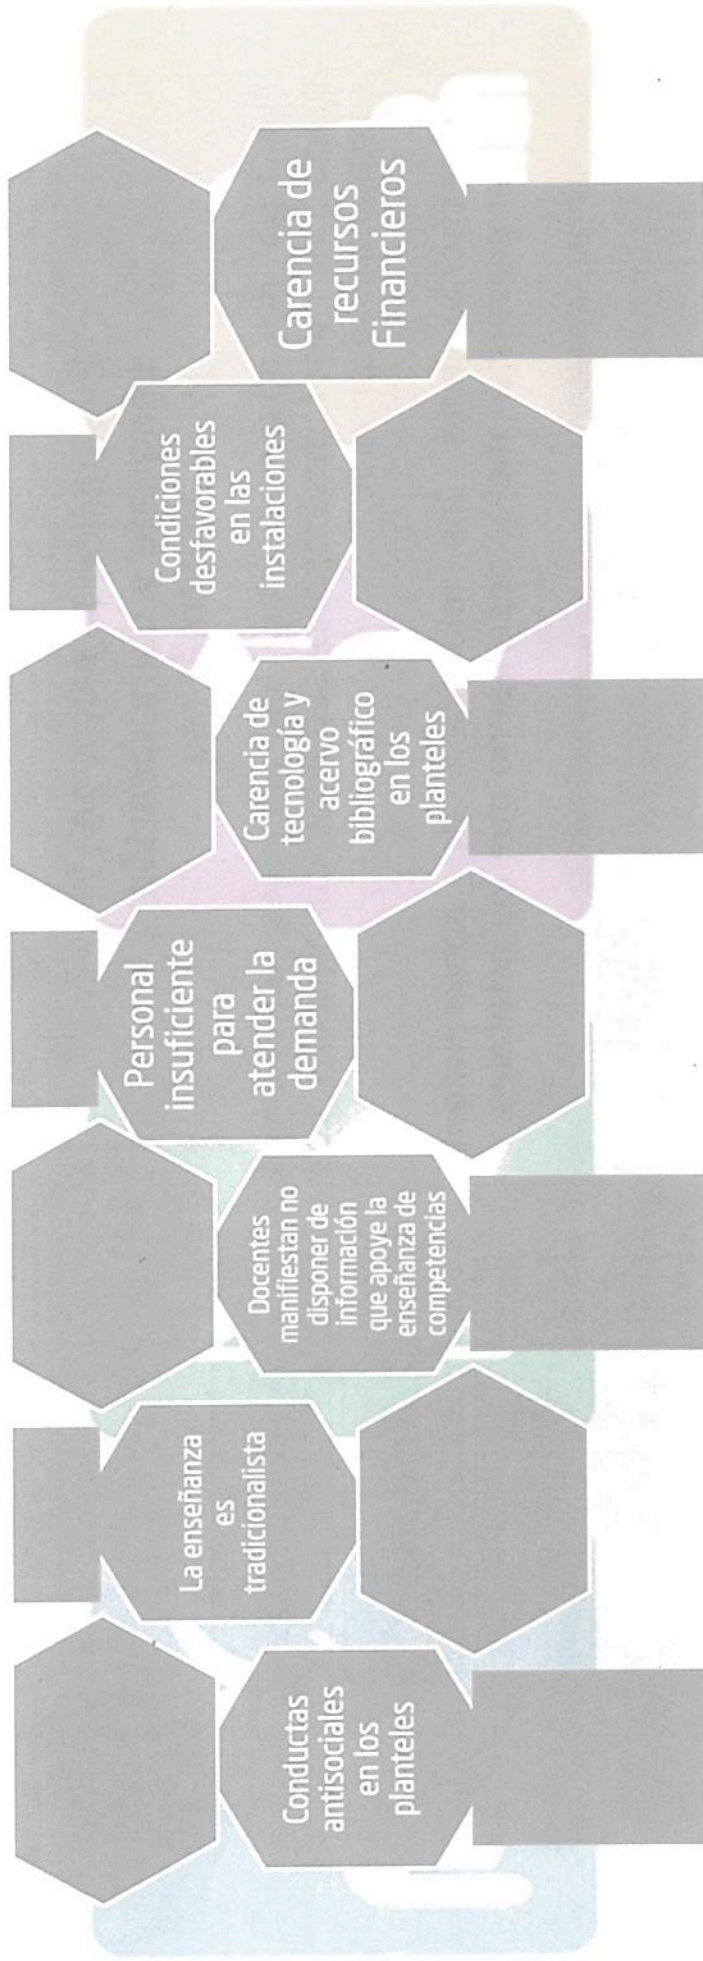 Conductas
antisociales
en los
planteles
La enseñanza
es
tradicionalista
Docentes
manifiestan no
disponer de
información
que apoye la
enseñanza de
competencias
Personal
insuficiente
para
atender la
demanda
Carencia de
tecnología y
acervo
bibliográfico
en los
planteles
Condiciones
desfavorables
en las
instalaciones
Carencia de
recursos
Financieros